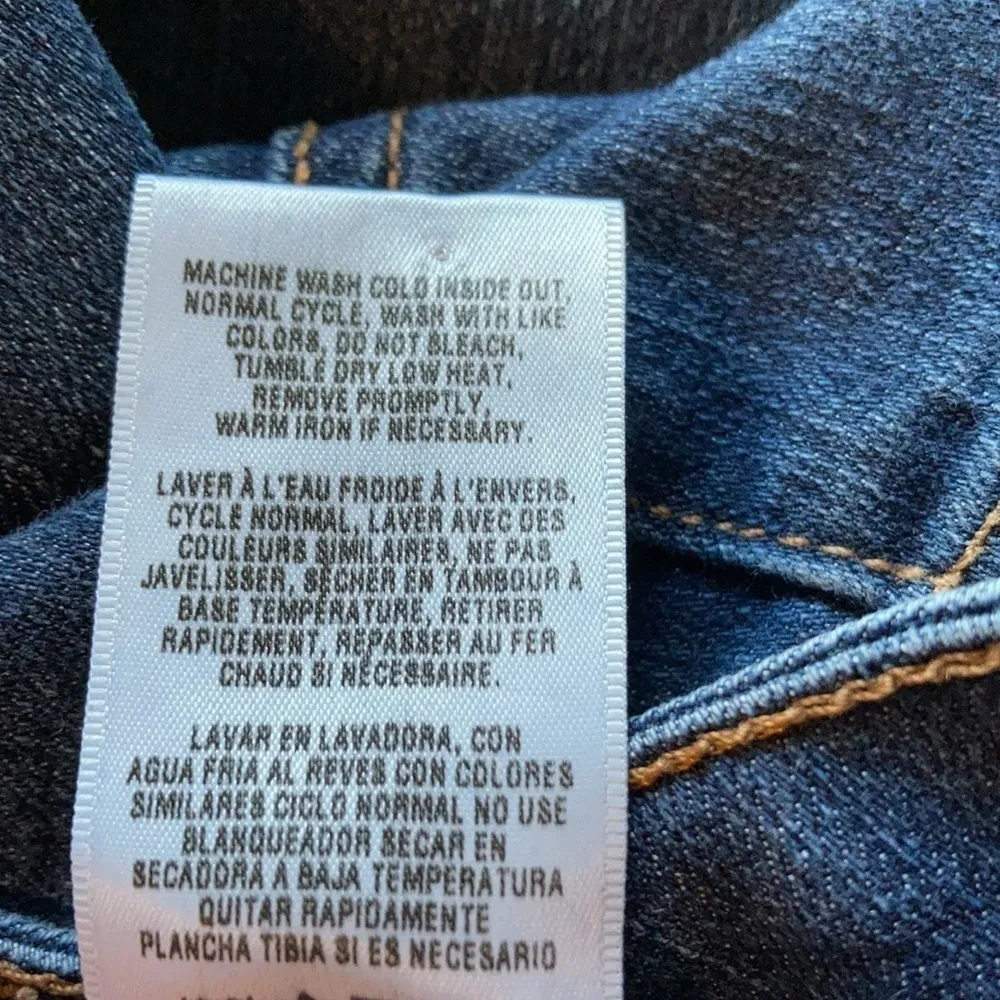 MACHINE WASH COLD INSIDE OUT,
NORMAL CYCLE, WASH WITH LIKE
COLORS, DO NOT BLEACH,
TUMBLE DRY LOW HEAT,
REMOVE PROMPTLY,
WARM IRON IF NECESSARY.
LAVER À L'EAU FROIDE À L'ENVERS,
CYCLE NORMAL, LAVER AVEC DES
COULEURS SIMILAIRES, NE PAS
JAVELISSER, SÉCHER EN TAMBOUR À
BASE TEMPÉRATURE, RETIRER
RAPIDEMENT, REPASSER AU FER
CHAUD SI NÉCESSAIRE.
LAVAR EN LAVADORA, CON
AGUA FRIA AL REVES CON COLORES
SIMILARES CICLO NORMAL NO USE
BLANQUEADOR SECAR EN
SECADORA A BAJA TEMPERATURA
QUITAR RAPIDAMENTE
PLANCHA TIBIA SI ES NECESARIO